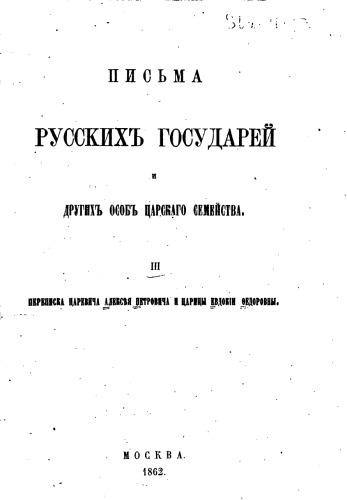 ПИСЬМА
РУССКИХЪ ГОСУДАРЕЙ
И
ДРУГИХЪ ОСОБЪ ЦАРСКАГО СЕМЕЙСТВА.
III
ПЕРЕПИСКА ЦАРЕВИЧА АЛЕКСѢЯ ПЕТРОВИЧА И ЦАРИЦЫ ЕВДОКІИ ѲЕДОРОВНЫ.
МОСКВА.
1862.